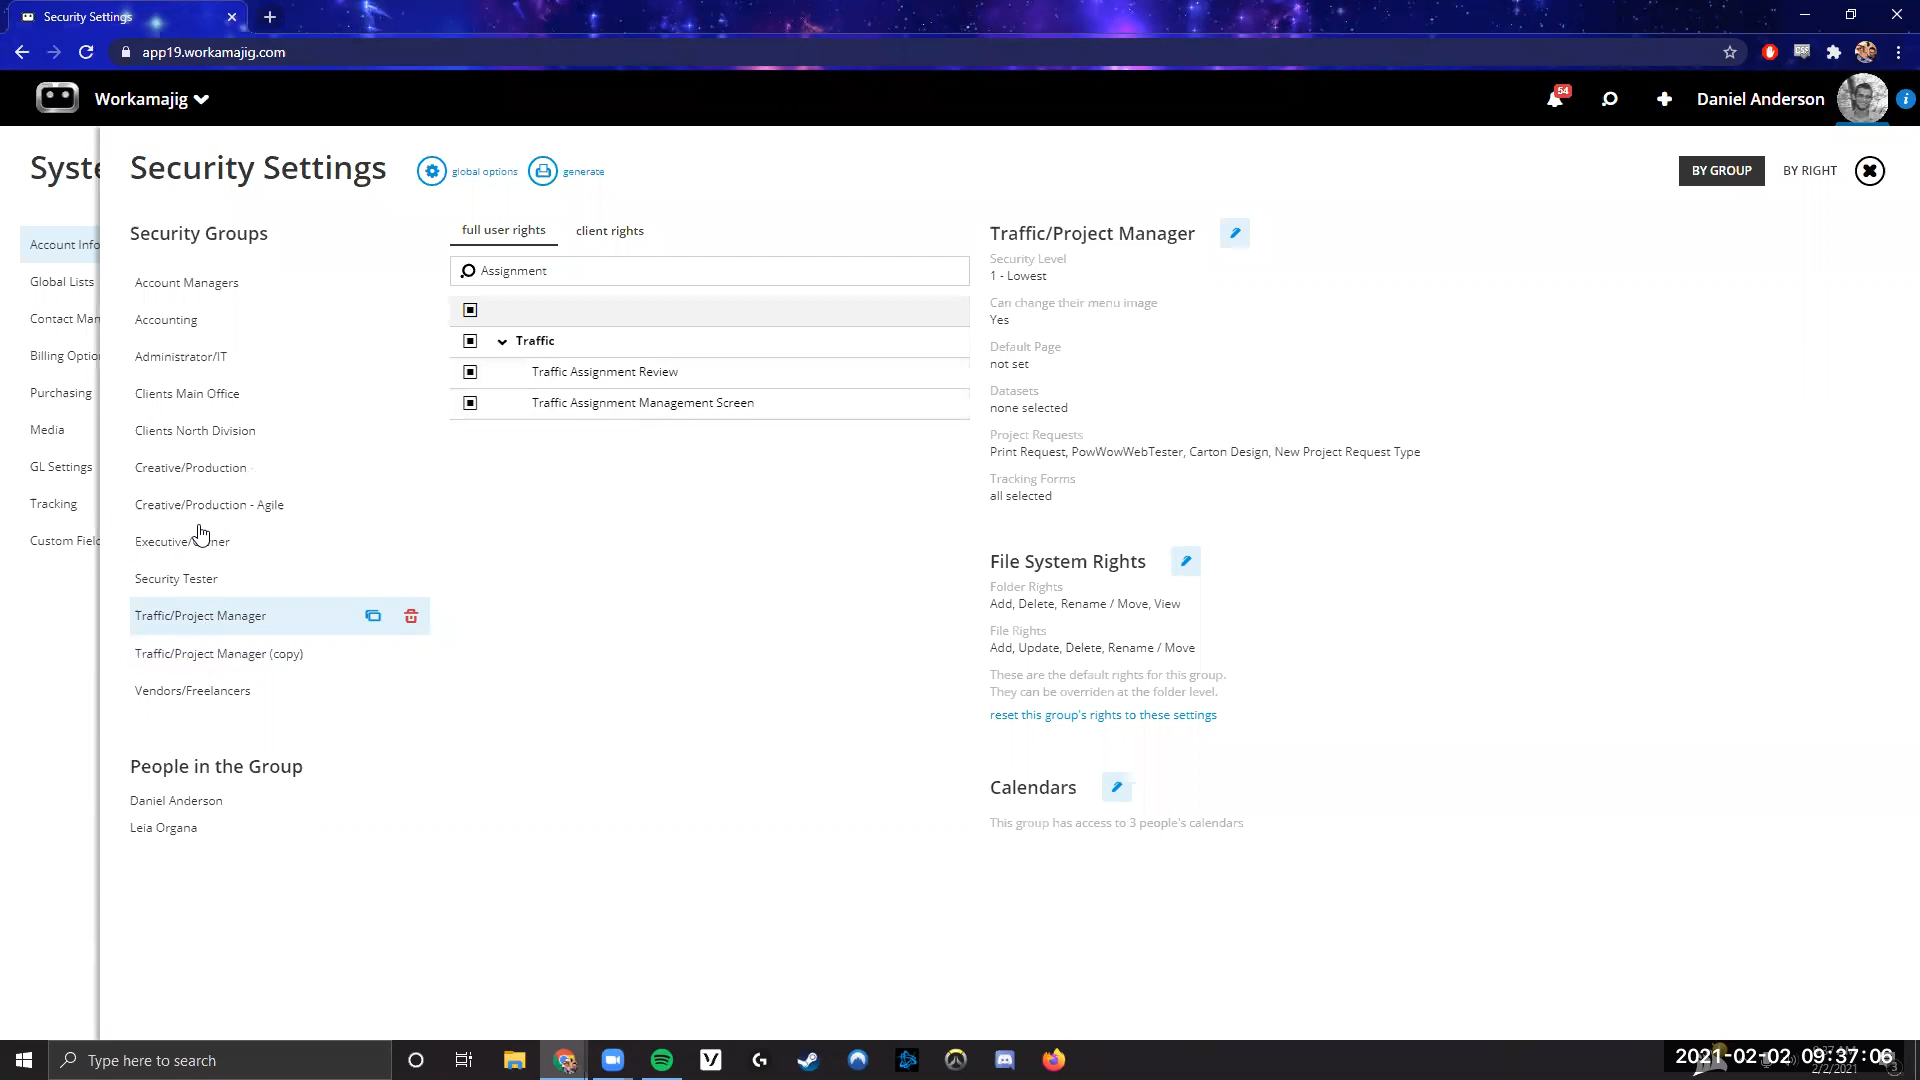 Security Settings
app19.workamajig.com
Workamajig
54
Daniel Anderson
Syste
Security Settings
global options
generate
BY GROUP
BY RIGHT
Account Info
Global Lists
Contact Man
Billing Optio
Purchasing
Media
GL Settings
Tracking
Custom Field
Security Groups
Account Managers
Accounting
Administrator/IT
Clients Main Office
Clients North Division
Creative/Production
Creative/Production - Agile
Security Tester
Traffic/Project Manager
Traffic/Project Manager (copy)
Vendors/Freelancers
People in the Group
Daniel Anderson
Leia Organa
full user rights
client rights
Assignment
Traffic
Traffic Assignment Review
Traffic Assignment Management Screen
Traffic/Project Manager
Security Level
1 - Lowest
Can change their menu image
Yes
Default Page
not set
Datasets
none selected
Project Requests
Print Request, PowWowWebTester, Carton Design, New Project Request Type
Tracking Forms
all selected
File System Rights
Folder Rights
Add, Delete, Rename / Move, View
File Rights
Add, Update, Delete, Rename / Move
These are the default rights for this group.
They can be overriden at the folder level.
reset this group's rights to these settings
Calendars
This group has access to 3 people's calendars
Type here to search
2021-02-02 09:37:06
2/2/2021